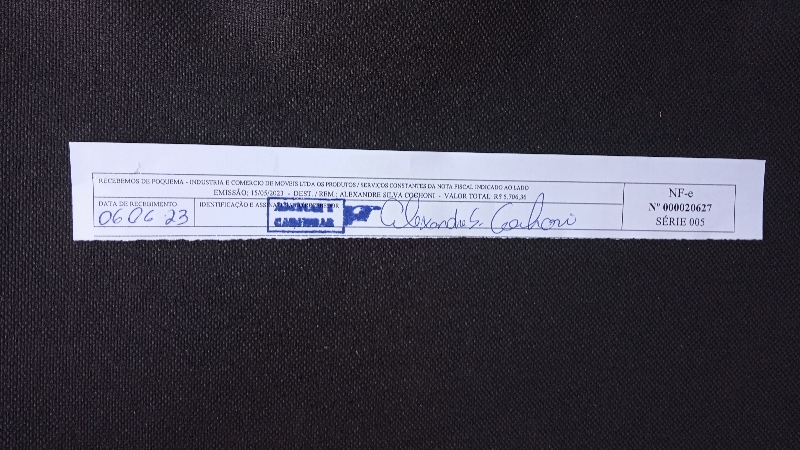 RECEBEMOS DE POQUEMA - INDUSTRIA E COMERCIO DE MOVEIS LTDA OS PRODUTOS / SERVIÇOS CONSTANTES DA NOTA FISCAL INDICADO AO LADO
EMISSÃO: 15/05/2023 - DEST. / REM.: ALEXANDRE SILVA COCHONI - VALOR TOTAL R$ 5.706,36
DATA DE RECEBIMENTO
06 06 23
IDENTIFICAÇÃO E ASSINATURA
CARIMBAR
Alexandre S. Cochoni
NF-e
Nº 000020627
SÉRIE 005